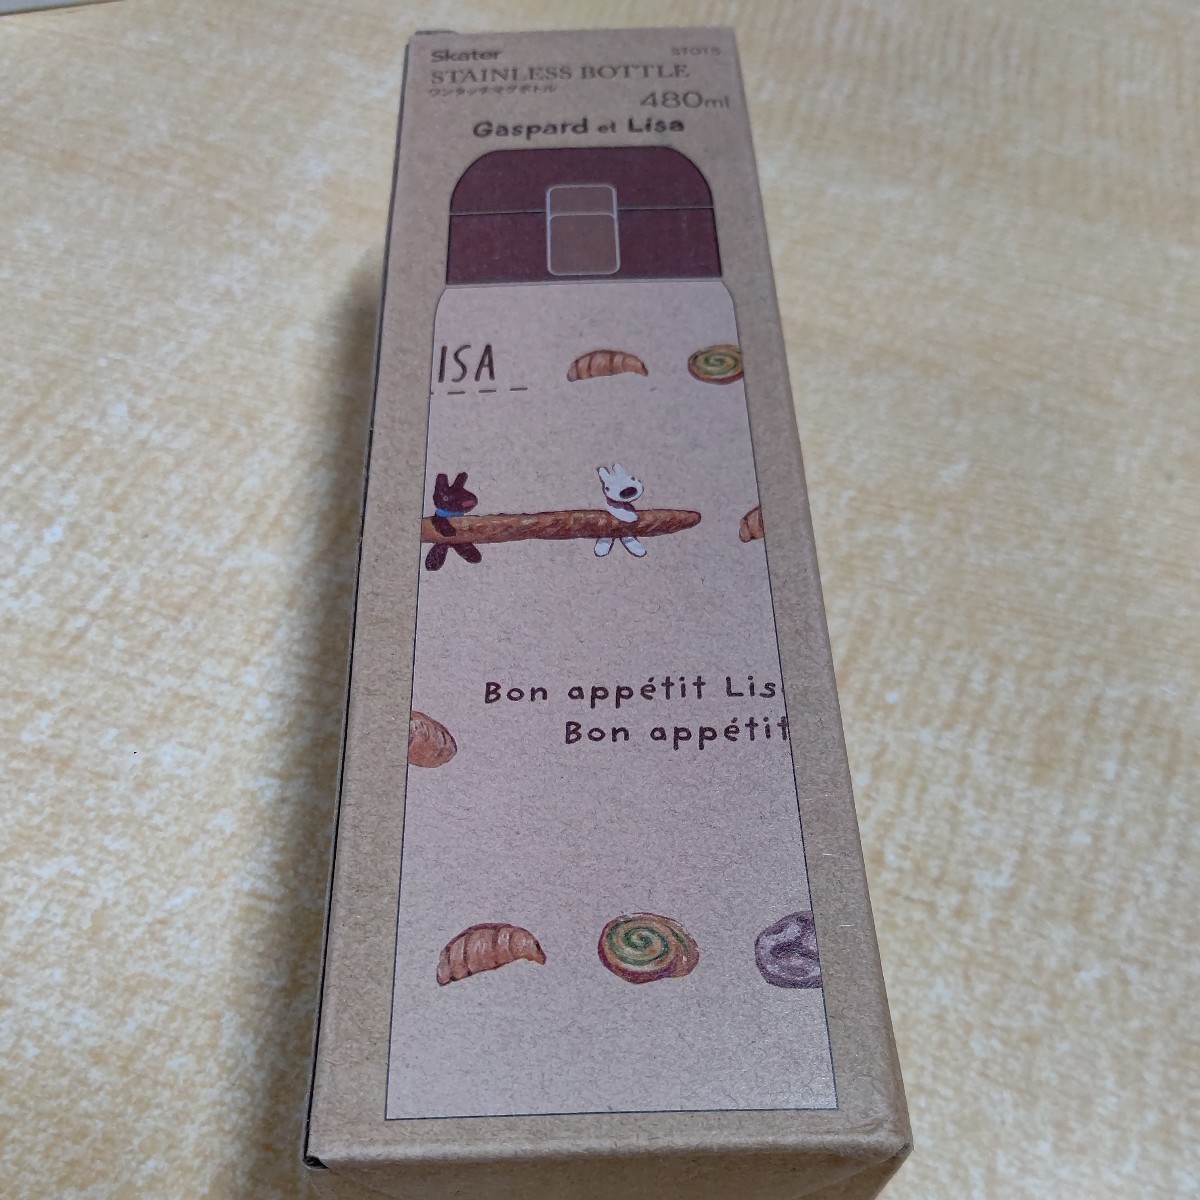 Skater
STOT5
STAINLESS BOTTLE
ワンタッチマグボトル
480ml
Gaspard et Lisa
ISA
Bon appétit Lis
Bon appétit